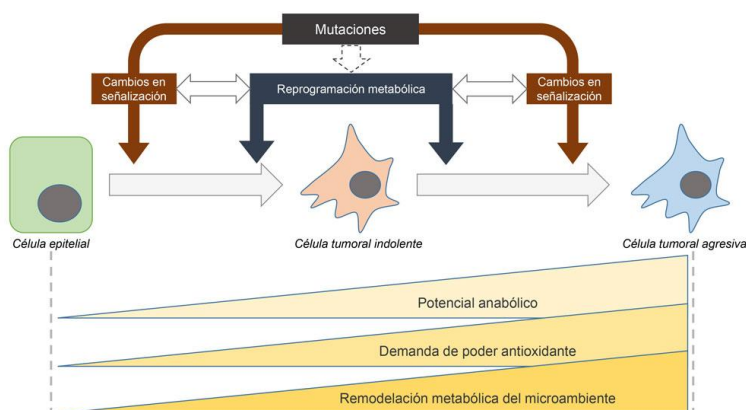 Mutaciones
Cambios en
señalización
Reprogramación metabólica
Cambios en
señalización
Célula epitelial
Célula tumoral indolente
Célula tumoral agresiva
Potencial anabólico
Demanda de poder antioxidante
Remodelación metabólica del microambiente